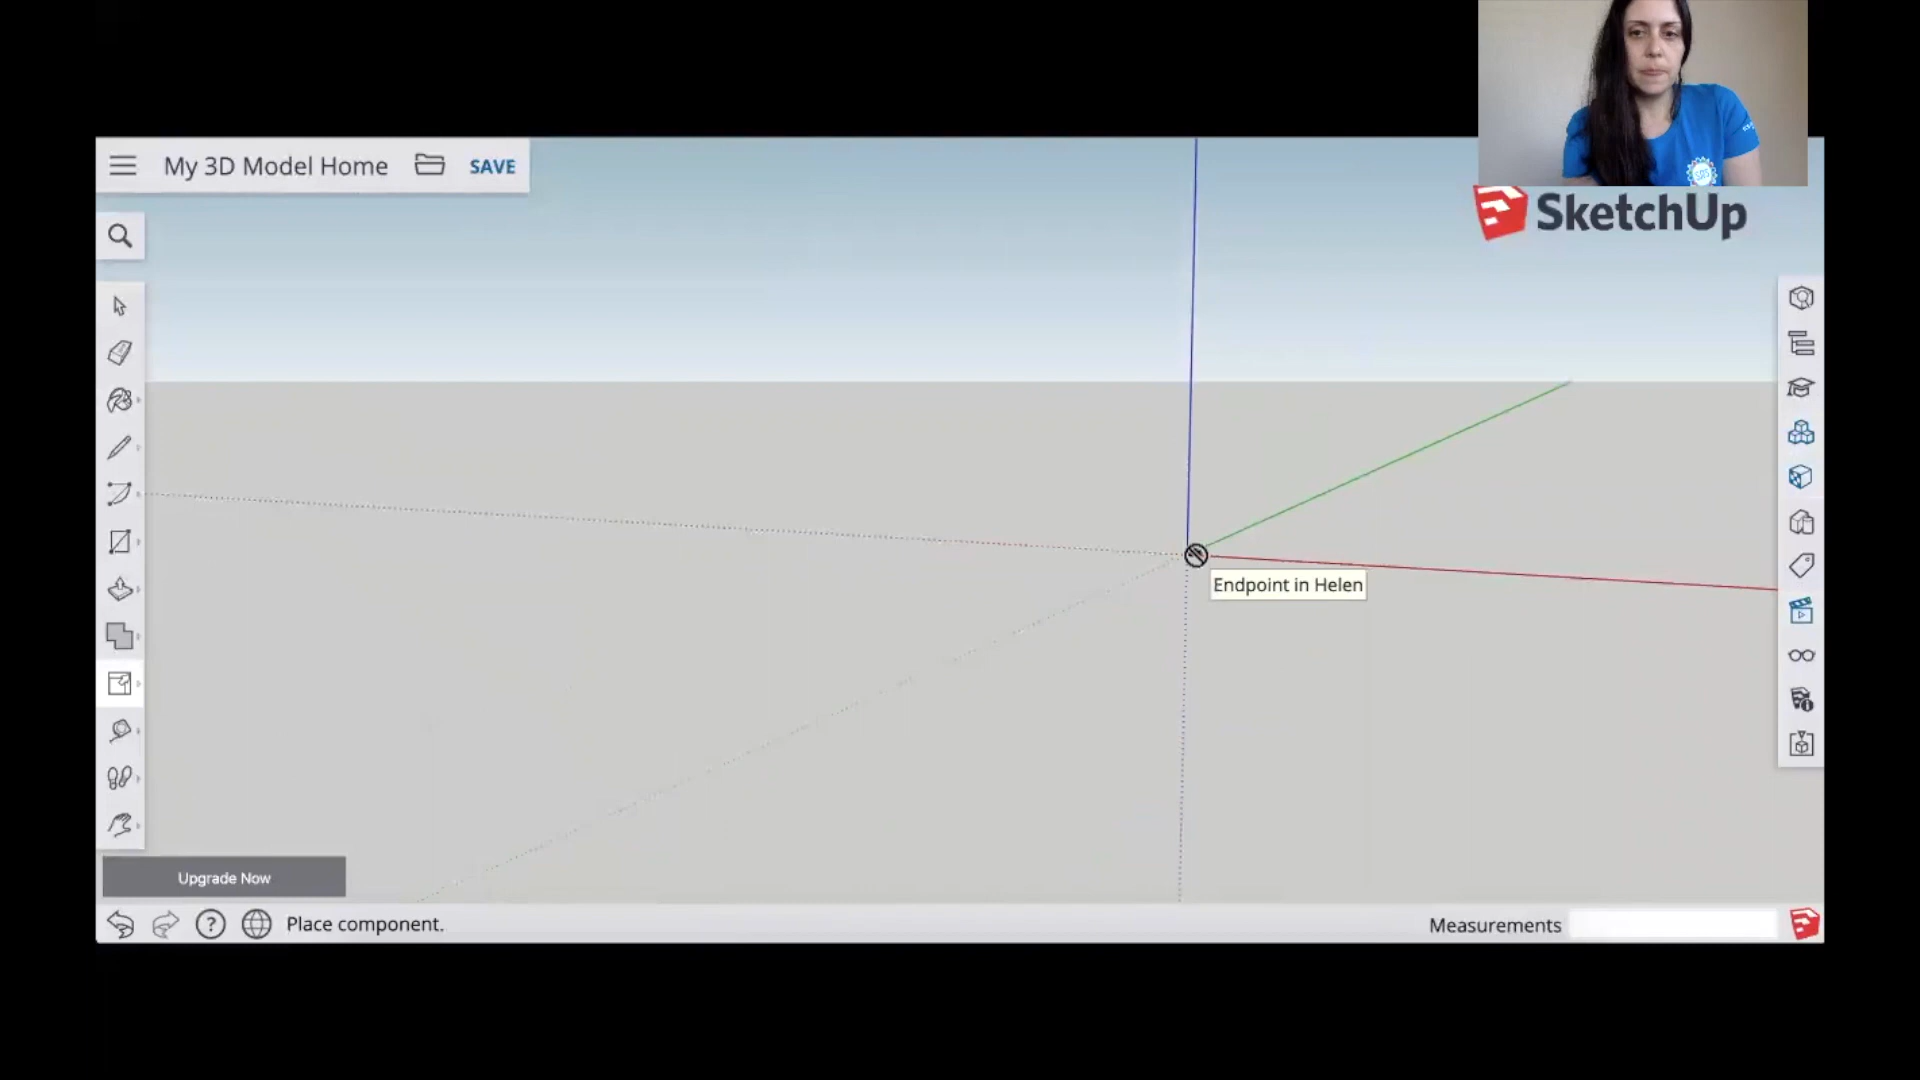 My 3D Model Home
SAVE
SketchUp
Endpoint in Helen
Upgrade Now
Place component.
Measurements